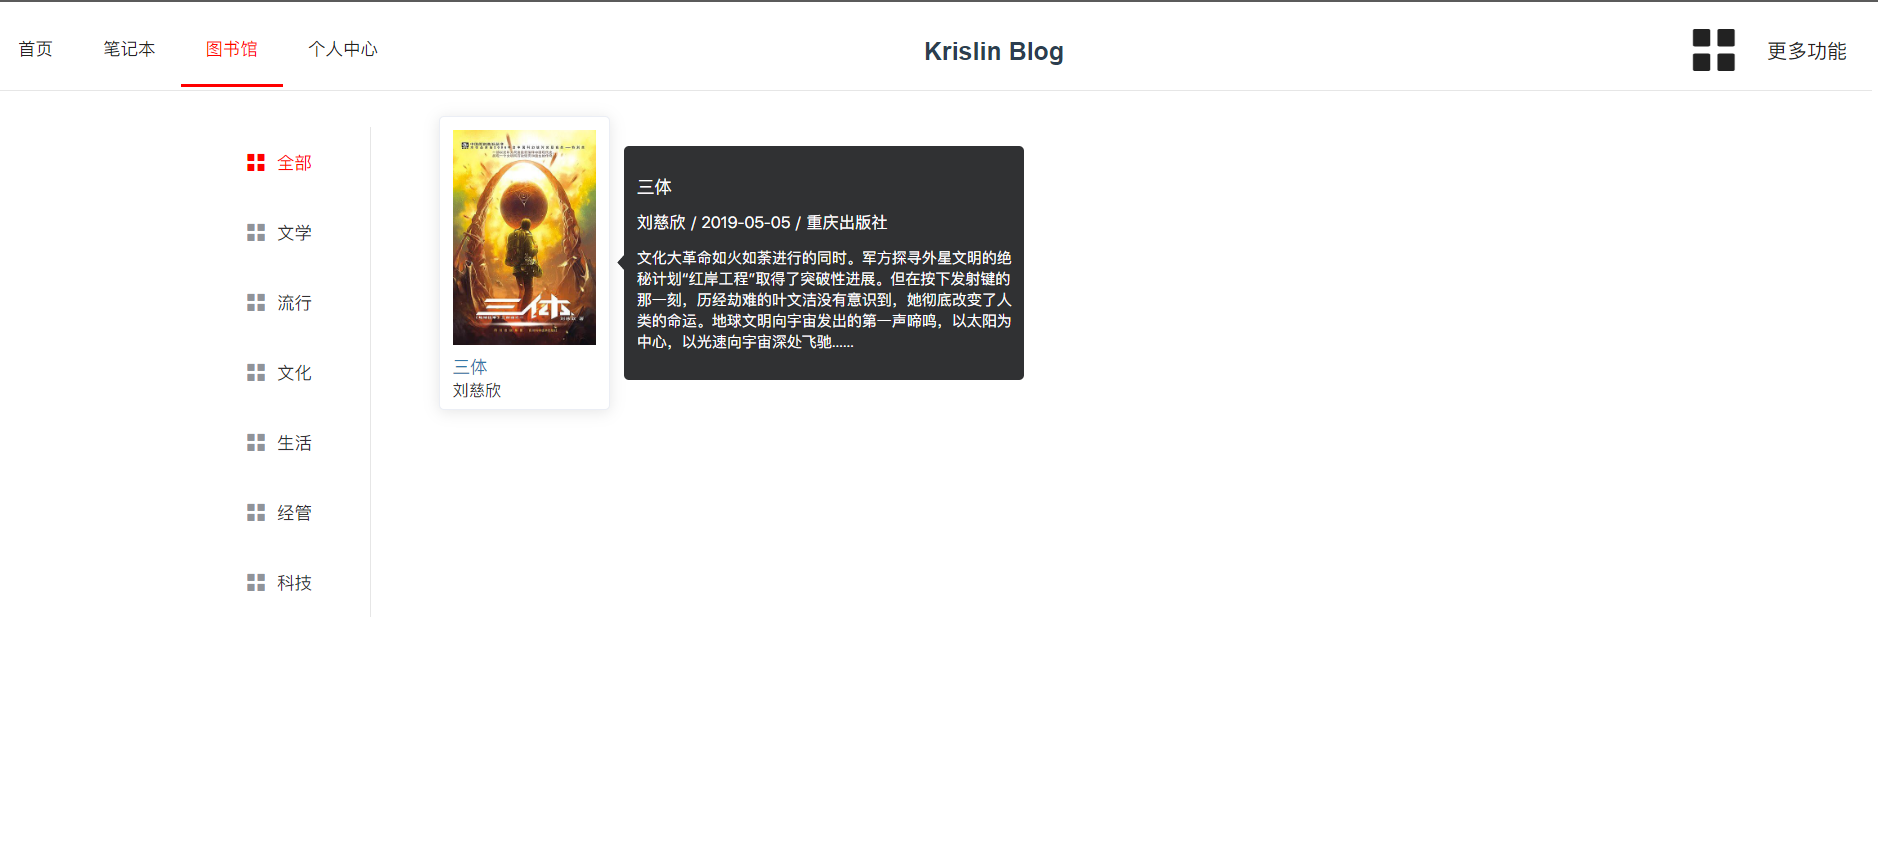 首页
笔记本
图书馆
个人中心
Krislin Blog
更多功能
全部
文学
流行
文化
生活
经管
科技
三体
三体
刘慈欣
三体
刘慈欣 / 2019-05-05 / 重庆出版社
文化大革命如火如荼进行的同时。军方探寻外星文明的绝
秘计划“红岸工程”取得了突破性进展。但在按下发射键的
那一刻，历经劫难的叶文洁没有意识到，她彻底改变了人
类的命运。地球文明向宇宙发出的第一声啼鸣，以太阳为
中心，以光速向宇宙深处飞驰......